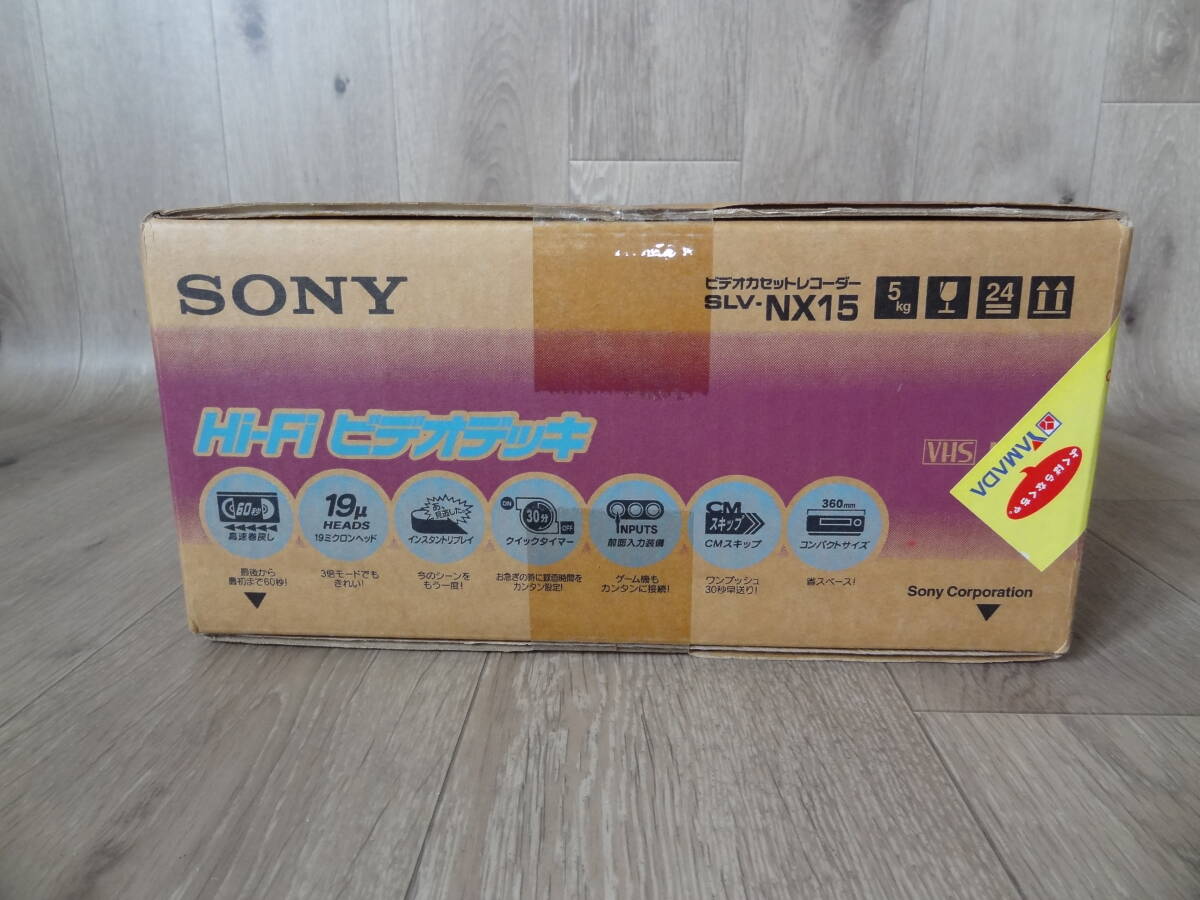 SONY
ビデオカセットレコーダー
SLV-NX15
5
kg
24
Hi-Fi ビデオデッキ
VHS
YAMADA
60秒
高速巻戻し
最後から
最初まで60秒!
19μ
HEADS
19ミクロンヘッド
3倍モードでも
きれい!
あ、
見逃した
インスタントリプレイ
今のシーンを
もう一度!
ON
30分
OFF
クイックタイマー
お急ぎの時に録画時間を
カンタン設定!
INPUTS
前面入力装備
ゲーム機も
カンタンに接続!
CM
スキップ
CMスキップ
ワンプッシュ
30秒早送り!
360mm
コンパクトサイズ
省スペース!
Sony Corporation